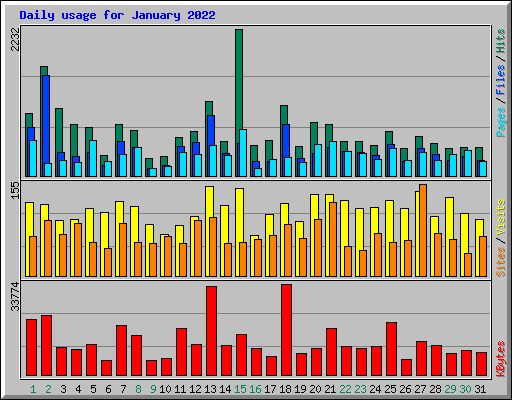 Daily usage for January 2022
2232
Pages / Files / Hits
155
Sites / Visits
33774
KBytes
1 2 3 4 5 6 7 8 9 10 11 12 13 14 15 16 17 18 19 20 21 22 23 24 25 26 27 28 29 30 31